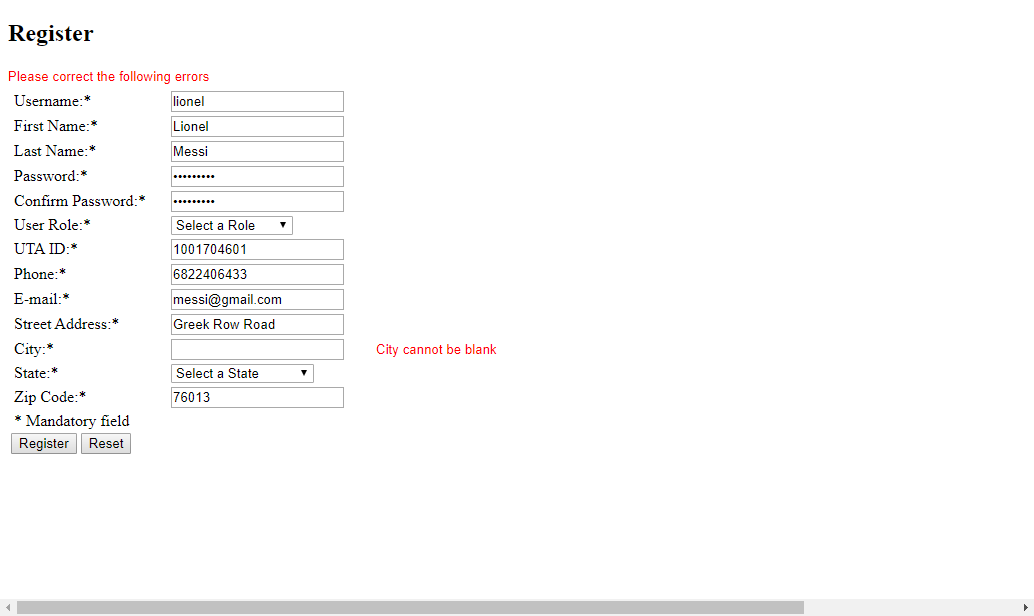 Register
Please correct the following errors
Username:* lionel
First Name:* Lionel
Last Name:* Messi
Password:* •••••••••
Confirm Password:* •••••••••
User Role:* Select a Role
UTA ID:* 1001704601
Phone:* 6822406433
E-mail:* messi@gmail.com
Street Address:* Greek Row Road
City:* City cannot be blank
State:* Select a State
Zip Code:* 76013
* Mandatory field
Register Reset